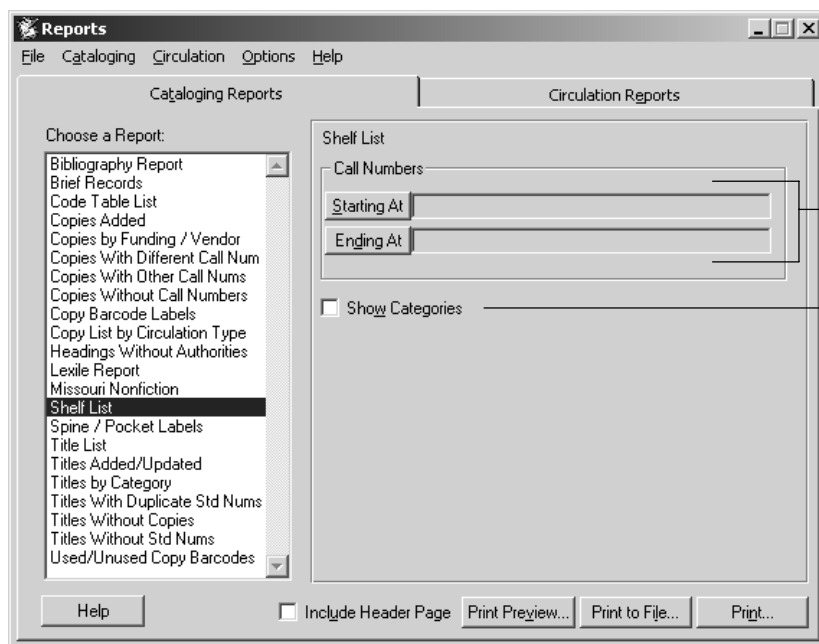 Reports
File Cataloging Circulation Options Help
Cataloging Reports
Circulation Reports
Choose a Report:
Bibliography Report
Brief Records
Code Table List
Copies Added
Copies by Funding / Vendor
Copies With Different Call Num
Copies With Other Call Nums
Copies Without Call Numbers
Copy Barcode Labels
Copy List by Circulation Type
Headings Without Authorities
Lexile Report
Missouri Nonfiction
Shelf List
Spine / Pocket Labels
Title List
Titles Added/Updated
Titles by Category
Titles With Duplicate Std Nums
Titles Without Copies
Titles Without Std Nums
Used/Unused Copy Barcodes
Shelf List
Call Numbers
Starting At
Ending At
Show Categories
Help
Include Header Page
Print Preview...
Print to File...
Print...